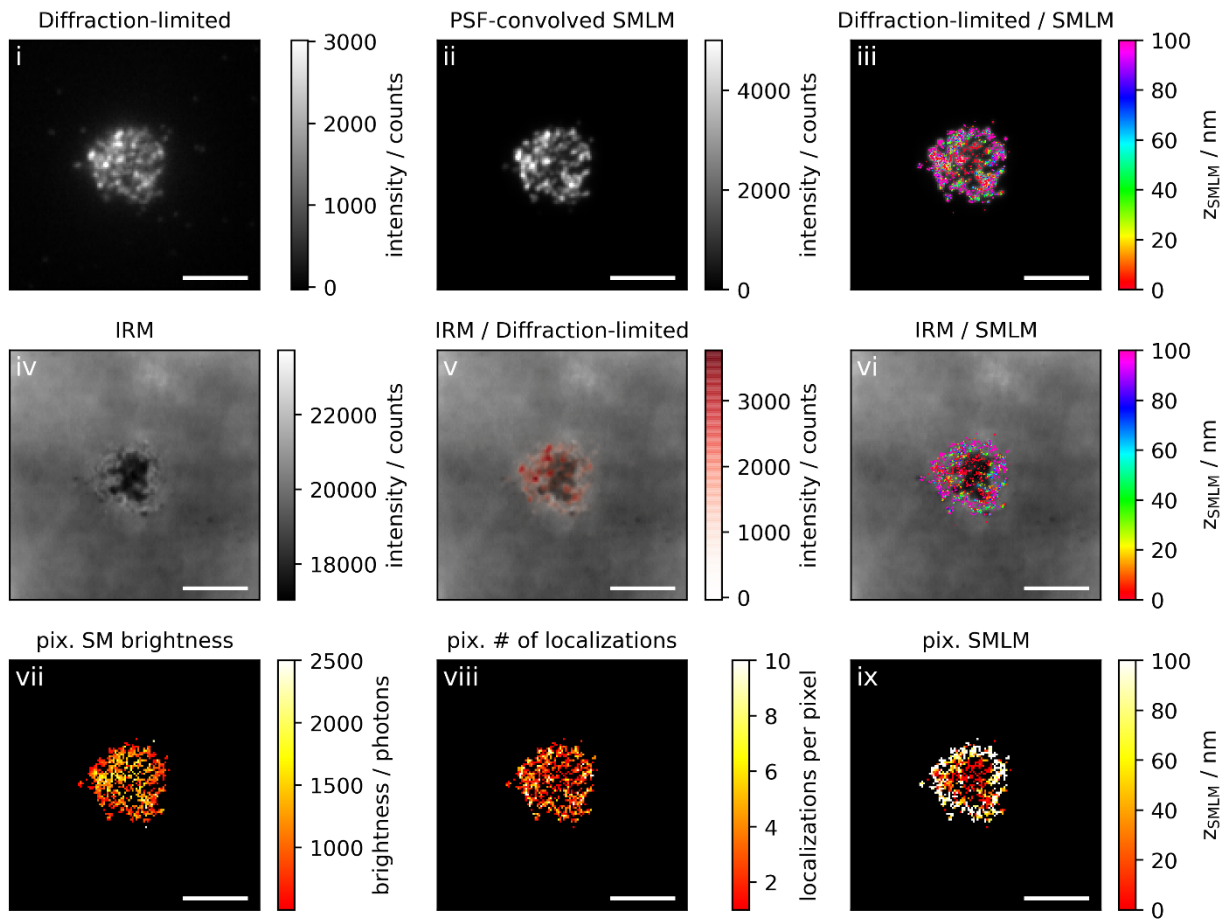 Diffraction-limited
PSF-convolved SMLM
Diffraction-limited / SMLM
i
3000
2000
1000
0
intensity / counts
ii
4000
2000
0
intensity / counts
iii
100
80
60
40
20
0
zSMLM / nm
IRM
IRM / Diffraction-limited
IRM / SMLM
iv
22000
20000
18000
intensity / counts
v
3000
2000
1000
0
intensity / counts
vi
100
80
60
40
20
0
zSMLM / nm
pix. SM brightness
pix. # of localizations
pix. SMLM
vii
2500
2000
1500
1000
brightness / photons
viii
10
8
6
4
2
localizations per pixel
ix
100
80
60
40
20
0
zSMLM / nm